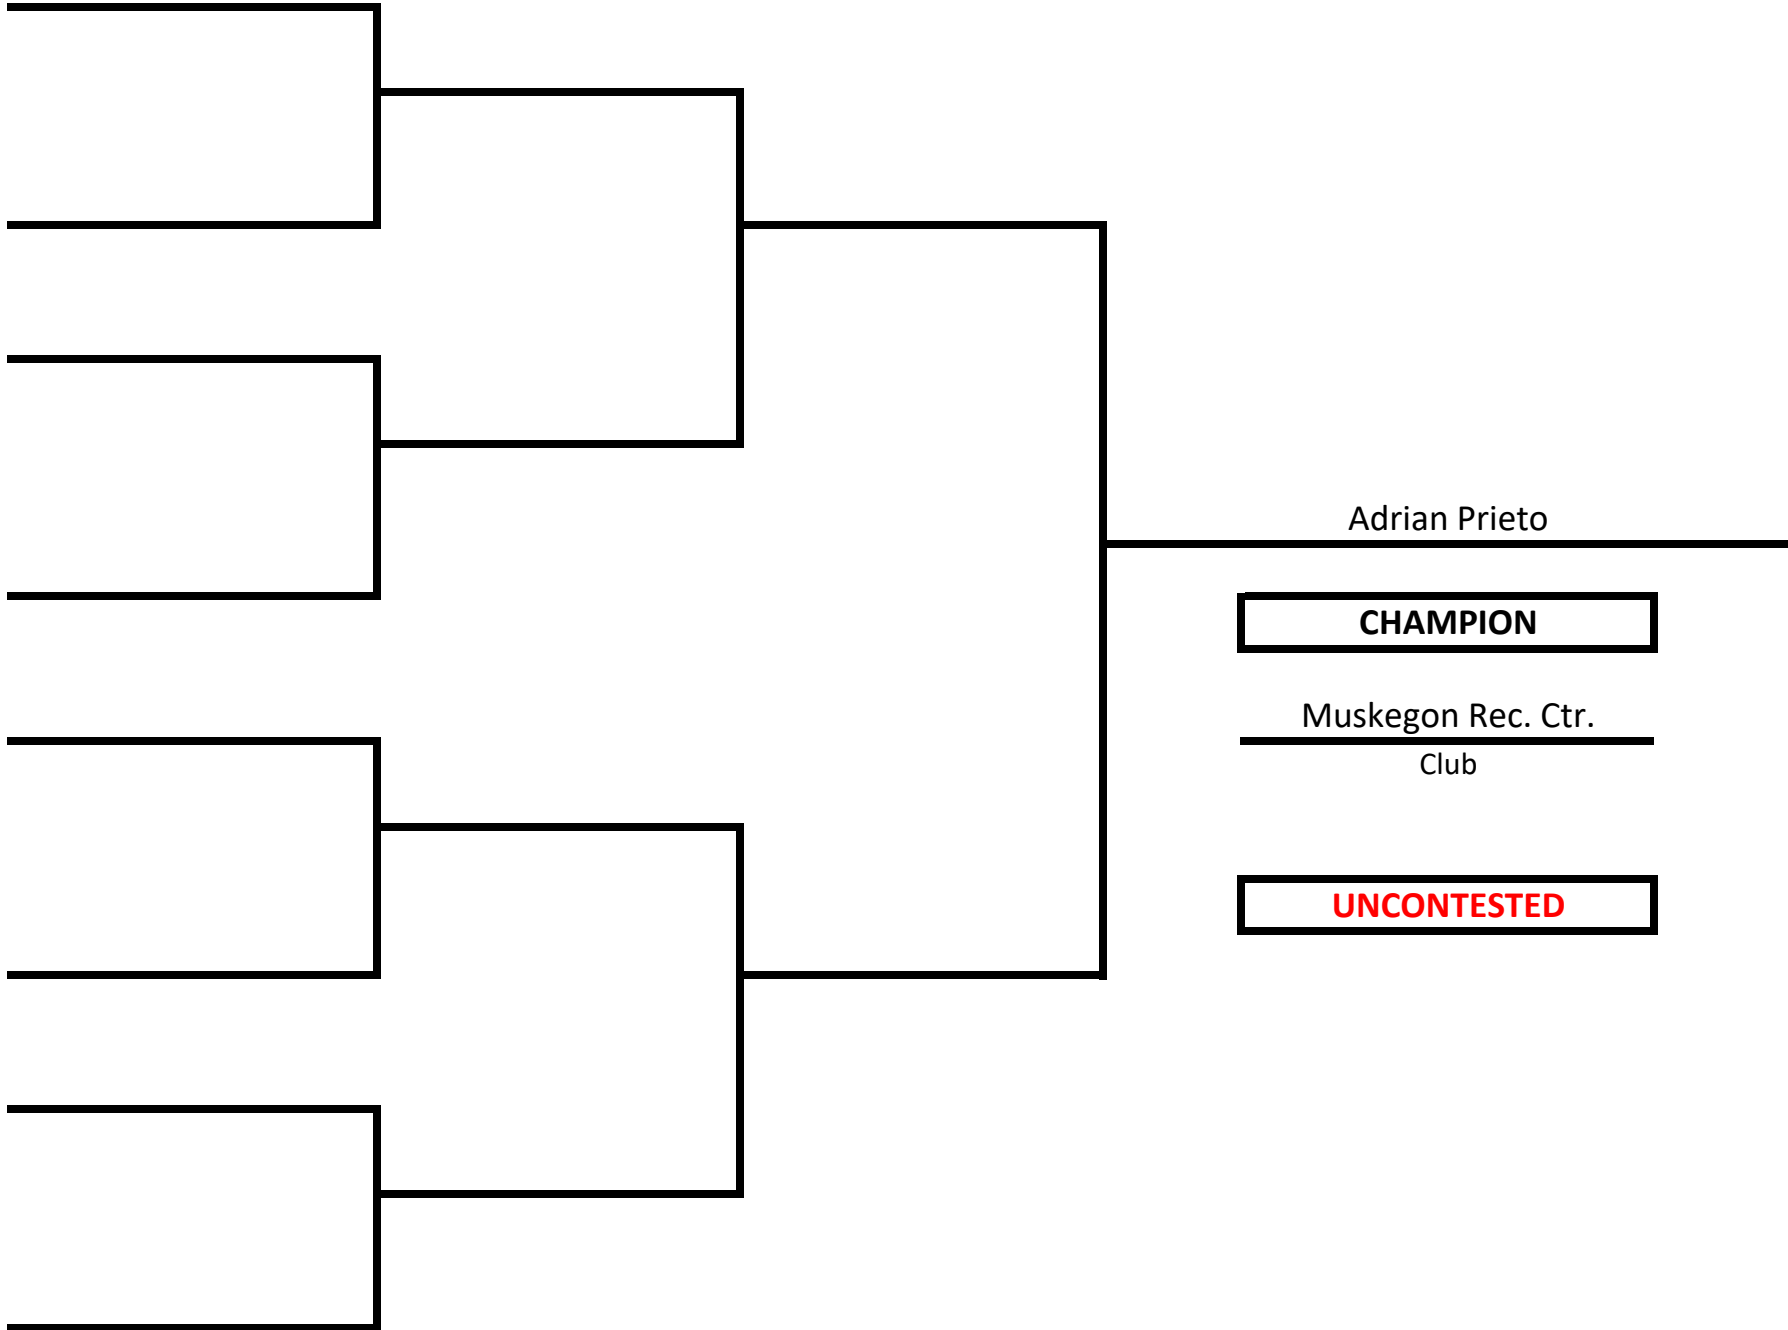 Adrian Prieto
CHAMPION
Muskegon Rec. Ctr.
Club
UNCONTESTED